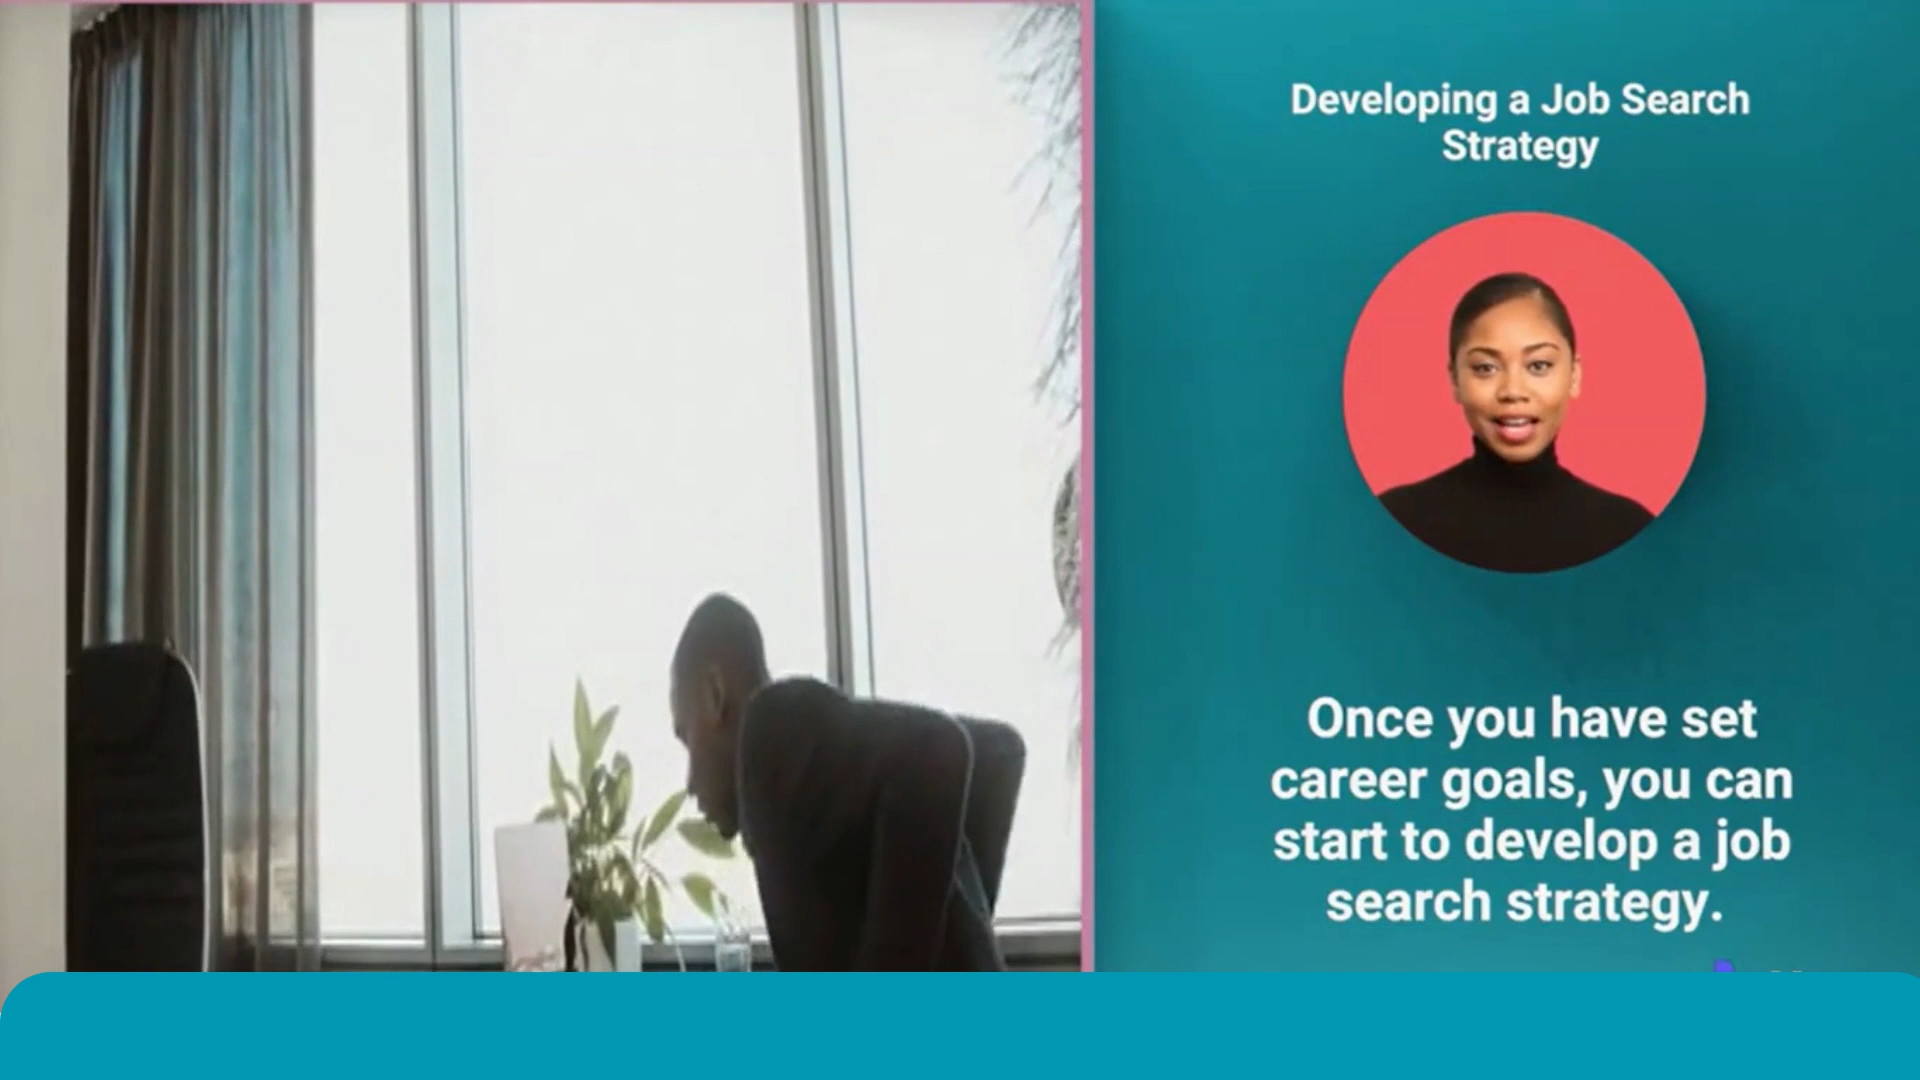 Developing a Job Search
Strategy
Once you have set
career goals, you can
start to develop a job
search strategy.